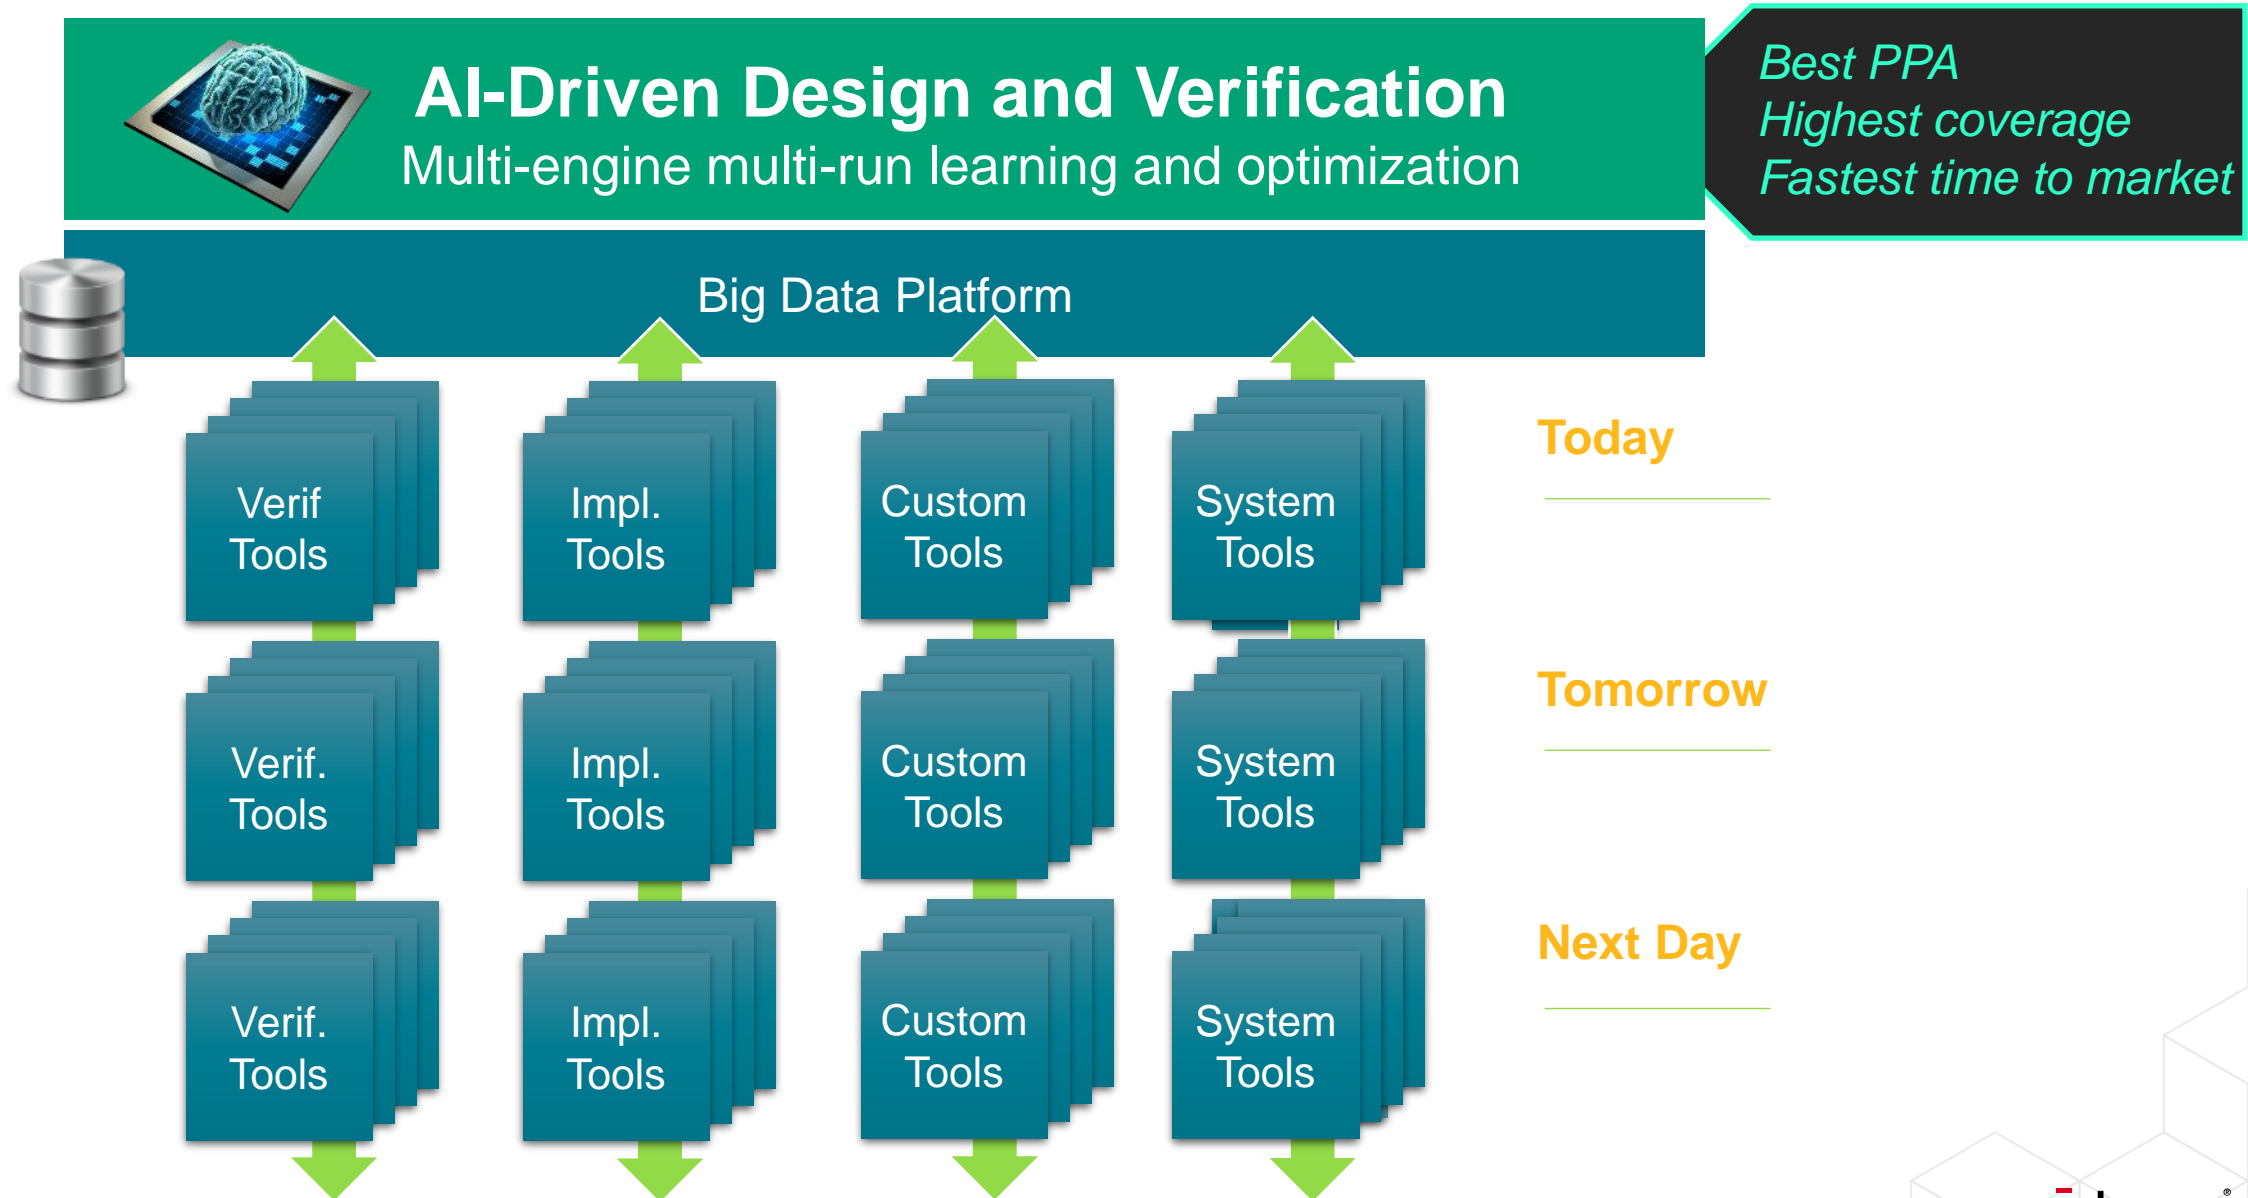 AI-Driven Design and Verification
Multi-engine multi-run learning and optimization
Best PPA
Highest coverage
Fastest time to market
Big Data Platform
Verif
Tools
Impl.
Tools
Custom
Tools
System
Tools
Today
Verif.
Tools
Impl.
Tools
Custom
Tools
System
Tools
Tomorrow
Verif.
Tools
Impl.
Tools
Custom
Tools
System
Tools
Next Day